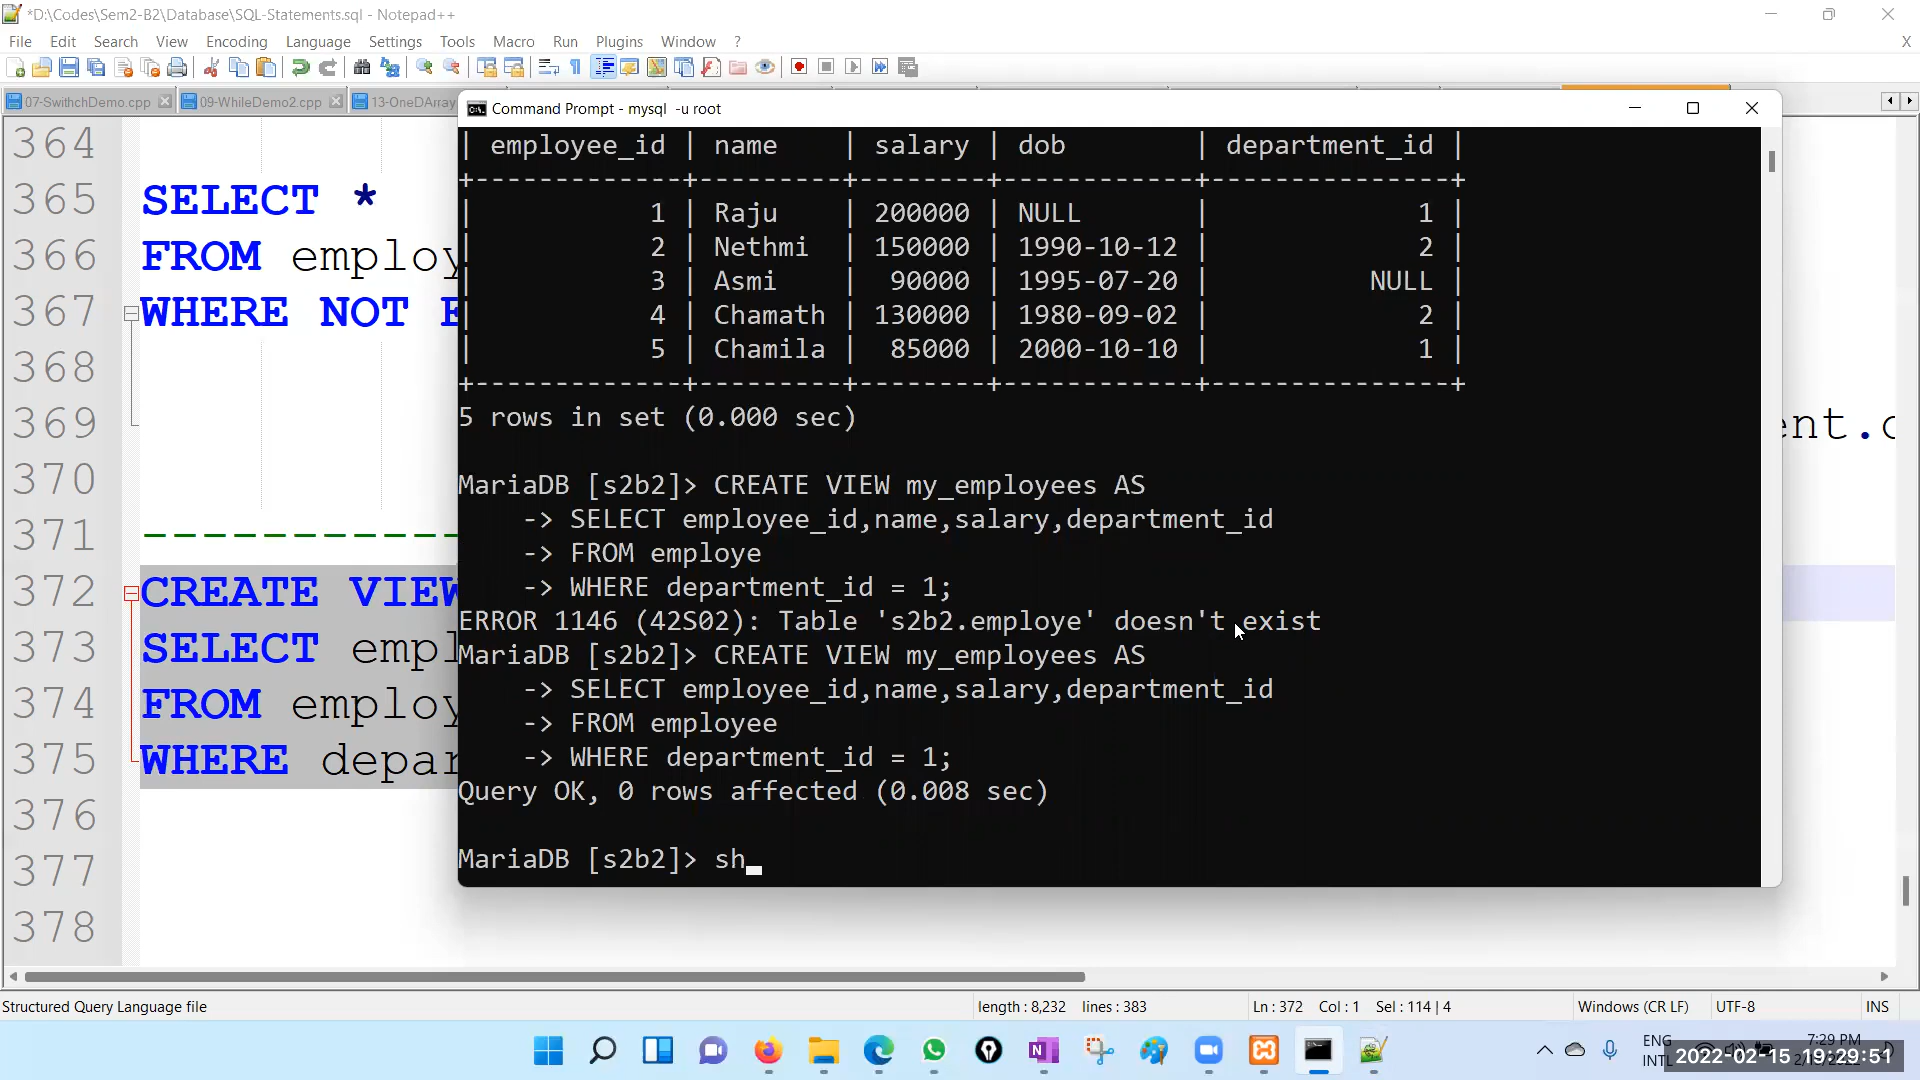 *D:\Codes\Sem2-B2\Database\SQL-Statements.sql - Notepad++
File Edit Search View Encoding Language Settings Tools Macro Run Plugins Window ? X
07-SwithchDemo.cpp 09-WhileDemo2.cpp 13-OneDArray
Command Prompt - mysql -u root
364
365 SELECT *
366 FROM employ
367 WHERE NOT E
368
369 ent.c
370
371 -----------
372 CREATE VIEW
373 SELECT empl
374 FROM employ
375 WHERE depar
376
377
378
| employee_id | name | salary | dob | department_id |
+-------------+---------+--------+------------+---------------+
| 1 | Raju | 200000 | NULL | 1 |
| 2 | Nethmi | 150000 | 1990-10-12 | 2 |
| 3 | Asmi | 90000 | 1995-07-20 | NULL |
| 4 | Chamath | 130000 | 1980-09-02 | 2 |
| 5 | Chamila | 85000 | 2000-10-10 | 1 |
+-------------+---------+--------+------------+---------------+
5 rows in set (0.000 sec)
MariaDB [s2b2]> CREATE VIEW my_employees AS
-> SELECT employee_id,name,salary,department_id
-> FROM employe
-> WHERE department_id = 1;
ERROR 1146 (42S02): Table 's2b2.employe' doesn't exist
MariaDB [s2b2]> CREATE VIEW my_employees AS
-> SELECT employee_id,name,salary,department_id
-> FROM employee
-> WHERE department_id = 1;
Query OK, 0 rows affected (0.008 sec)
MariaDB [s2b2]> sh
Structured Query Language file length : 8,232 lines : 383 Ln : 372 Col : 1 Sel : 114 | 4 Windows (CR LF) UTF-8 INS
ENG
INTL
7:29 PM
2022-02-15 19:29:51